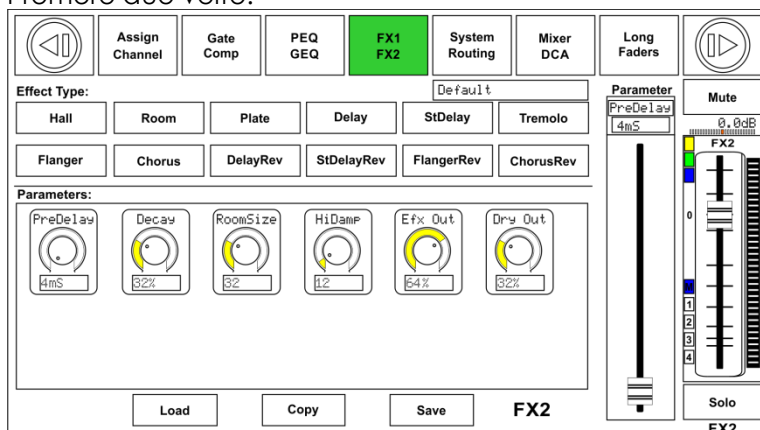 Assign Channel
Gate Comp
PEQ GEQ
FX1 FX2
System Routing
Mixer DCA
Long Faders
Effect Type:
Default
Parameter
Mute
Hall
Room
Plate
Delay
StDelay
Tremolo
PreDelay
4mS
0.0dB
FX2
Flanger
Chorus
DelayRev
StDelayRev
FlangerRev
ChorusRev
Parameters:
PreDelay
Decay
RoomSize
HiDamp
Efx Out
Dry Out
4mS
32%
32
12
64%
32%
0
M
1
2
3
4
Load
Copy
Save
FX2
Solo